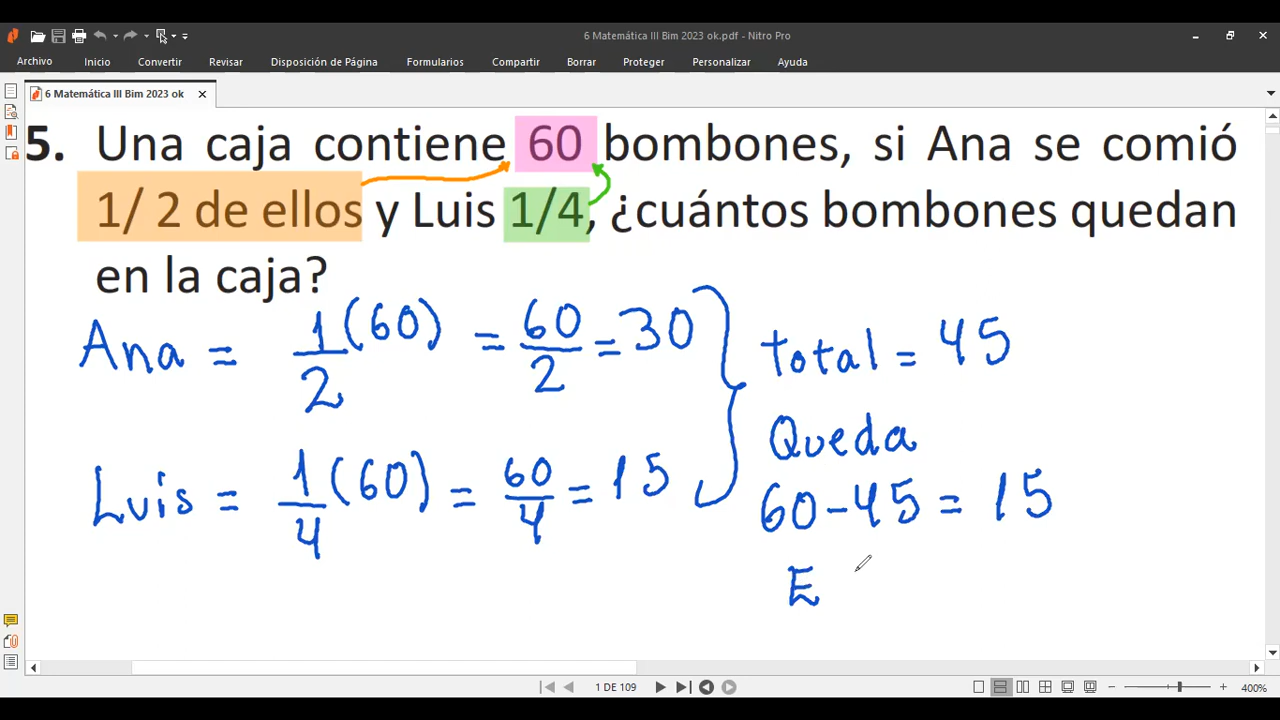 6 Matemática III Bim 2023 ok.pdf - Nitro Pro
Archivo Inicio Convertir Revisar Disposición de Página Formularios Compartir Borrar Proteger Personalizar Ayuda
6 Matemática III Bim 2023 ok
5. Una caja contiene 60 bombones, si Ana se comió
1/ 2 de ellos y Luis 1/4, ¿cuántos bombones quedan
en la caja?
Ana = 1/2 (60) = 60/2 = 30
total = 45
Queda
Luis = 1/4 (60) = 60/4 = 15
60 - 45 = 15
E
1 DE 109
400%